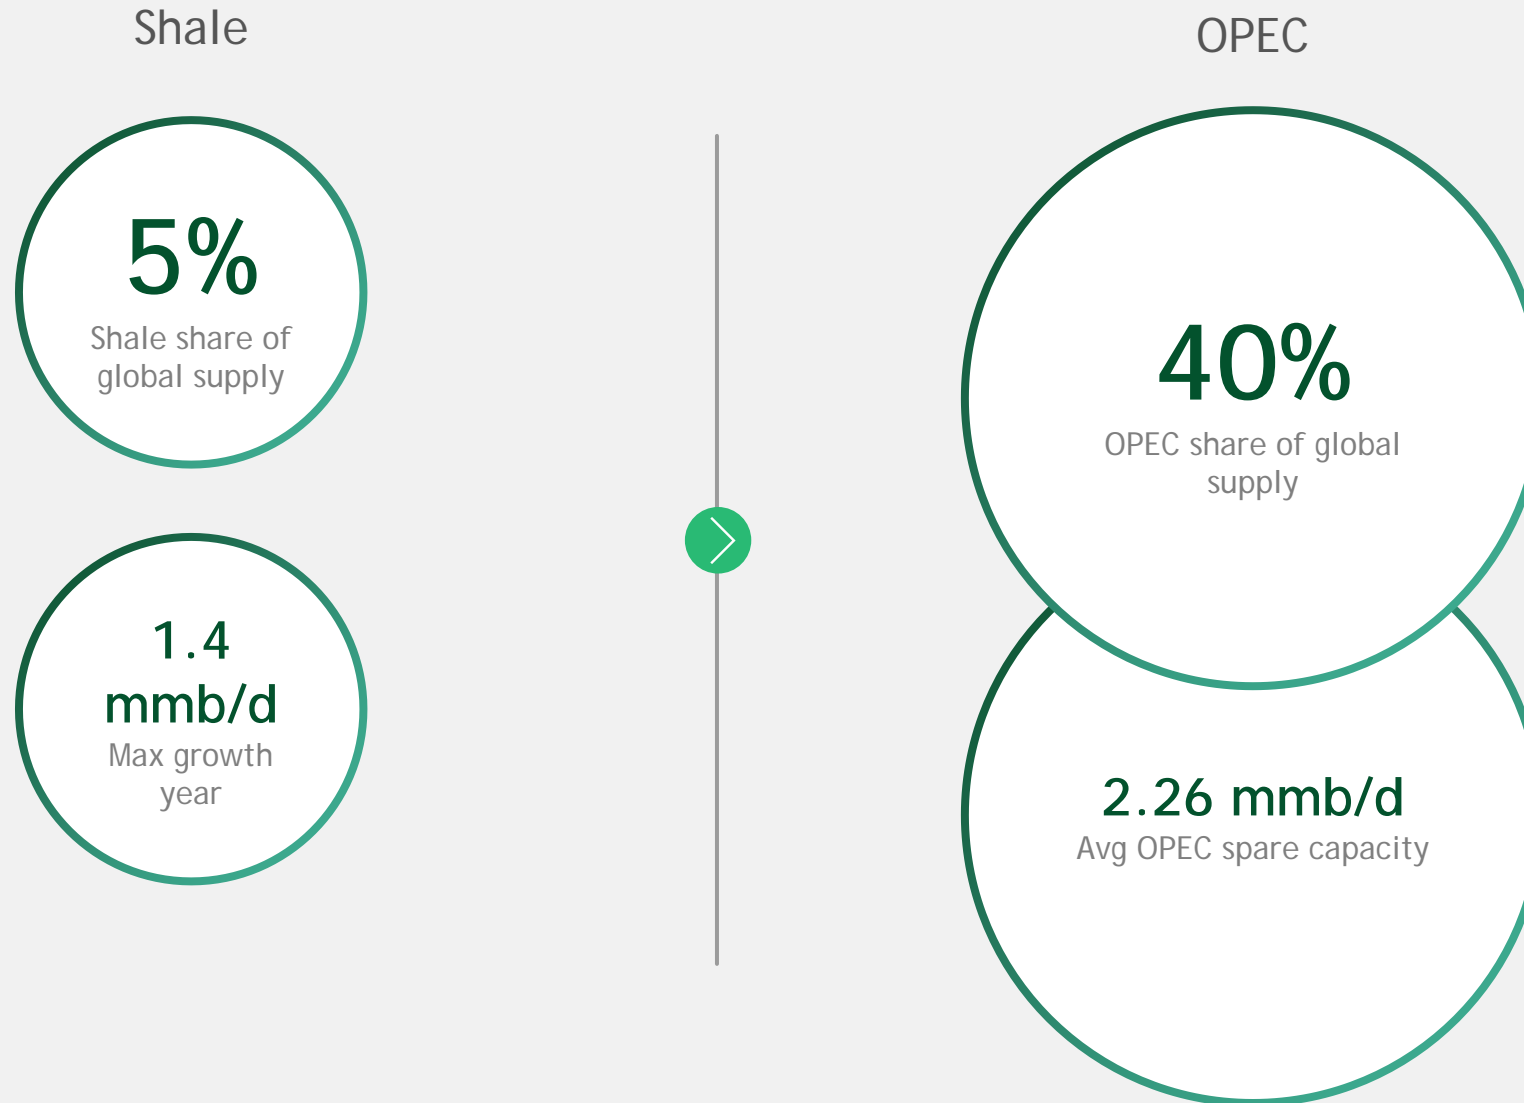 Shale
5%
Shale share of
global supply
1.4
mmb/d
Max growth
year
OPEC
40%
OPEC share of global
supply
2.26 mmb/d
Avg OPEC spare capacity